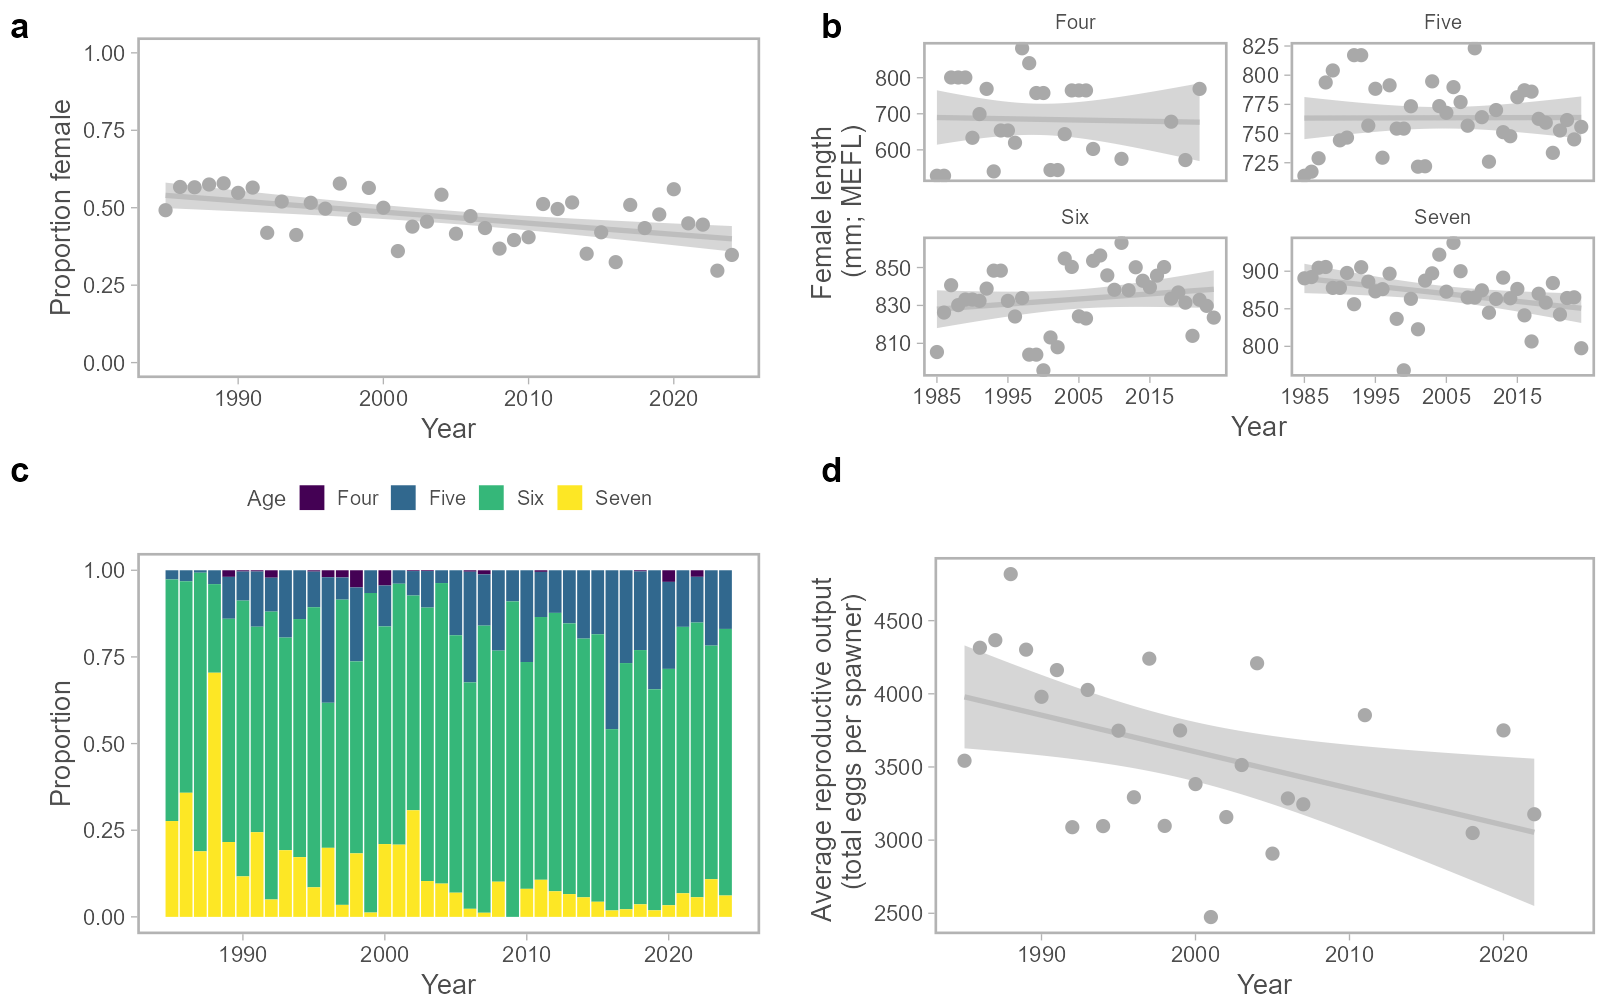 a
Proportion female
1.00
0.75
0.50
0.25
0.00
1990 2000 2010 2020
Year
b
Female length
(mm; MEFL)
Four
800
700
600
Five
825
800
775
750
725
Six
850
830
810
1985 1995 2005 2015
Seven
900
850
800
1985 1995 2005 2015
Year
c
Age Four Five Six Seven
Proportion
1.00
0.75
0.50
0.25
0.00
1990 2000 2010 2020
Year
d
Average reproductive output
(total eggs per spawner)
4500
4000
3500
3000
2500
1990 2000 2010 2020
Year